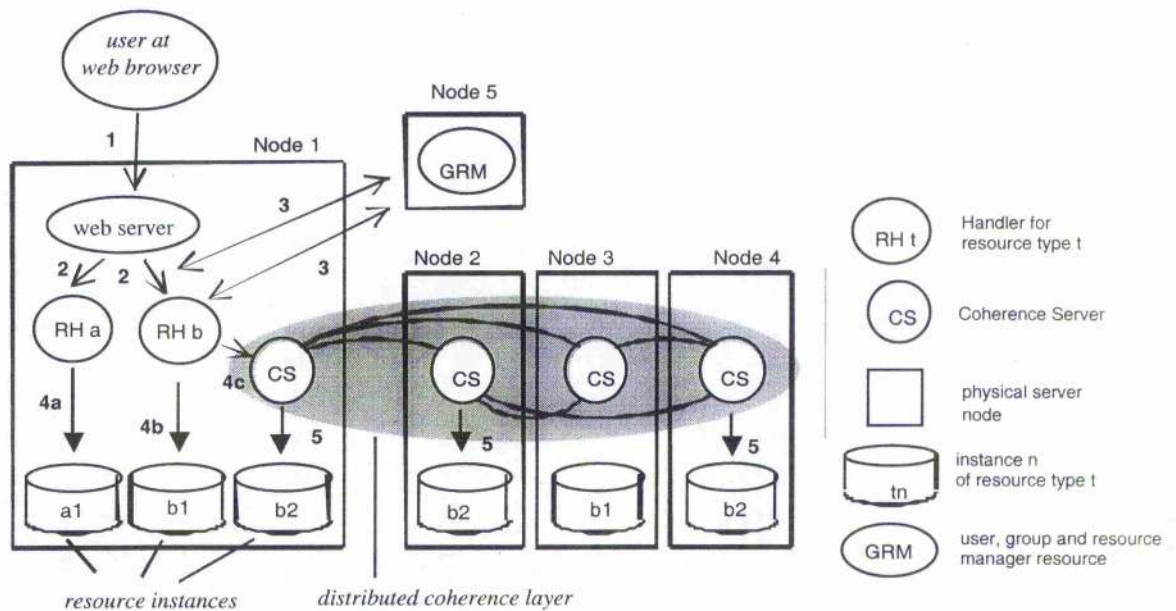 user at
web browser
1
Node 1
Node 5
GRM
web server
3
3
2
2
RH a
RH b
Node 2
Node 3
Node 4
CS
CS
CS
CS
4c
4a
4b
5
5
5
a1
b1
b2
b2
b1
b2
resource instances
distributed coherence layer
RH t
Handler for
resource type t
CS
Coherence Server
physical server
node
tn
instance n
of resource type t
GRM
user, group and resource
manager resource